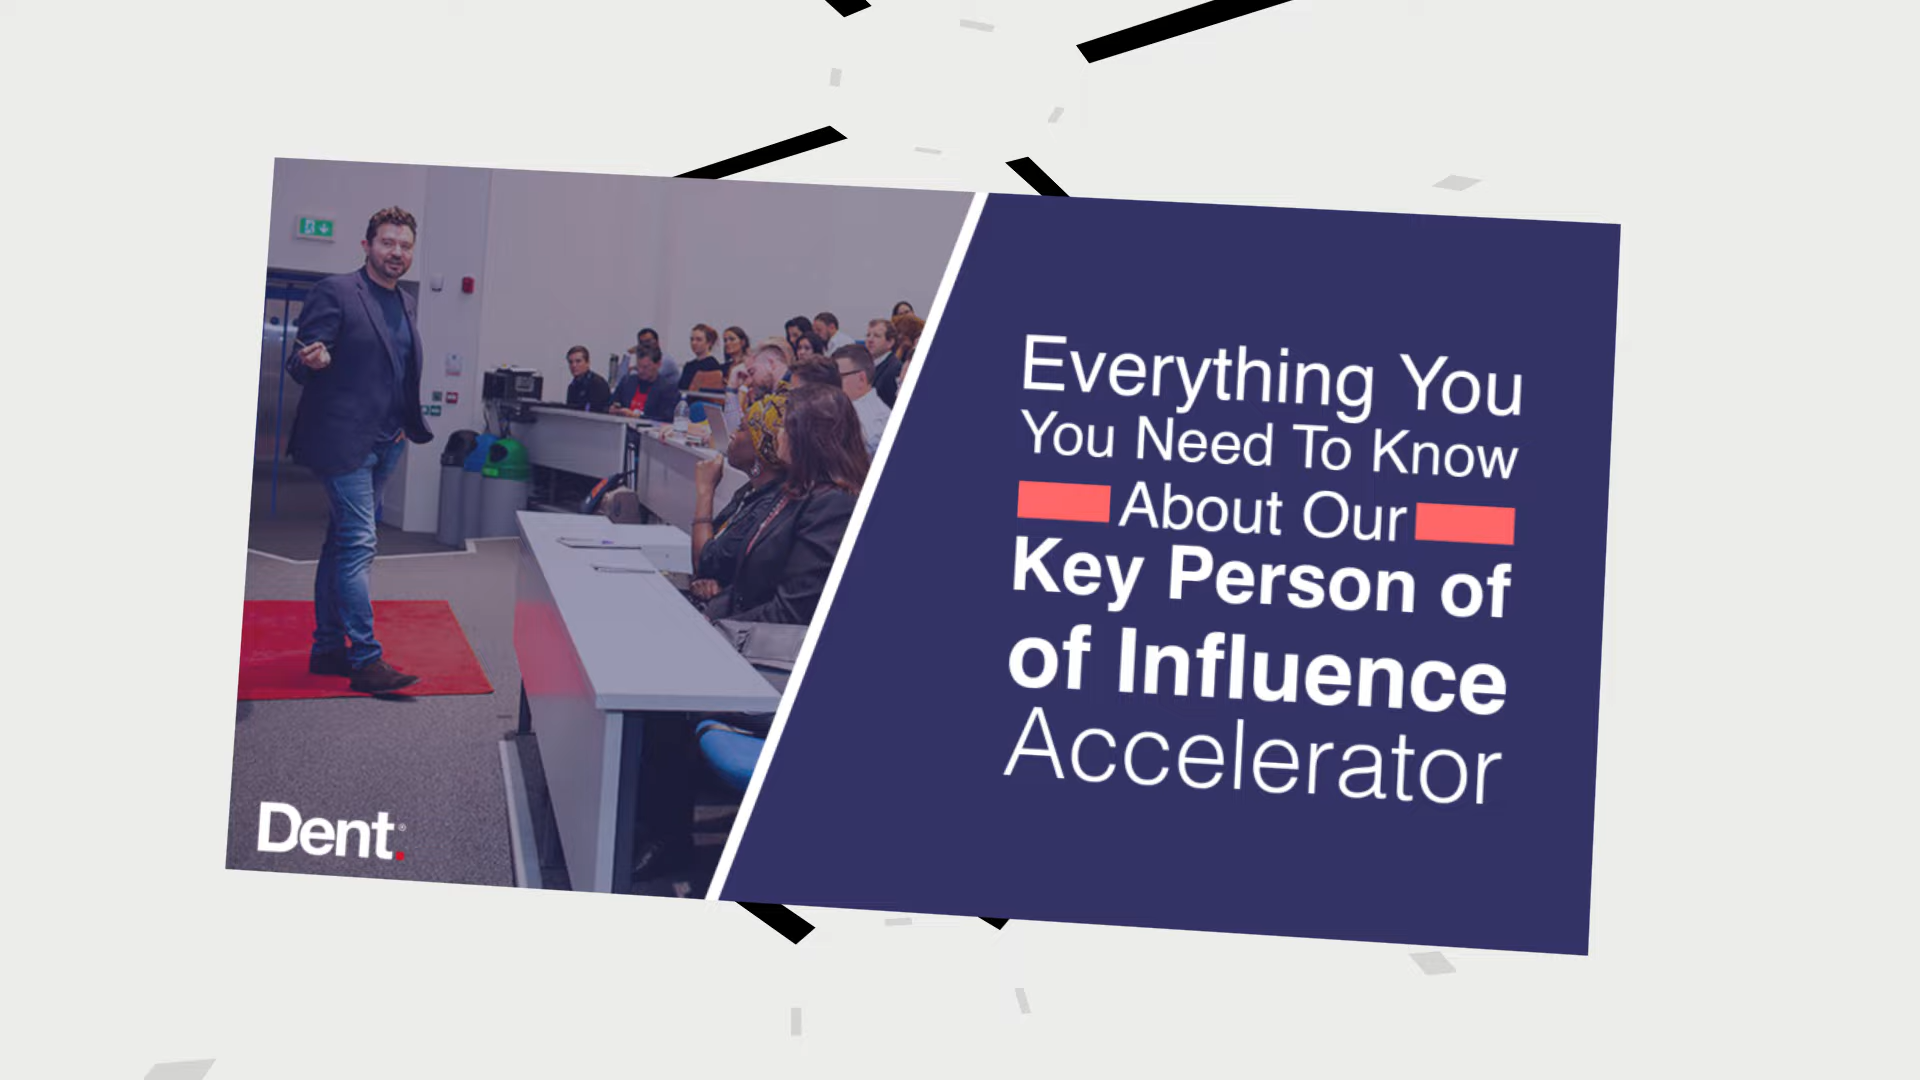 Everything You
You Need To Know
About Our
Key Person of
of Influence
Accelerator
Dent.®